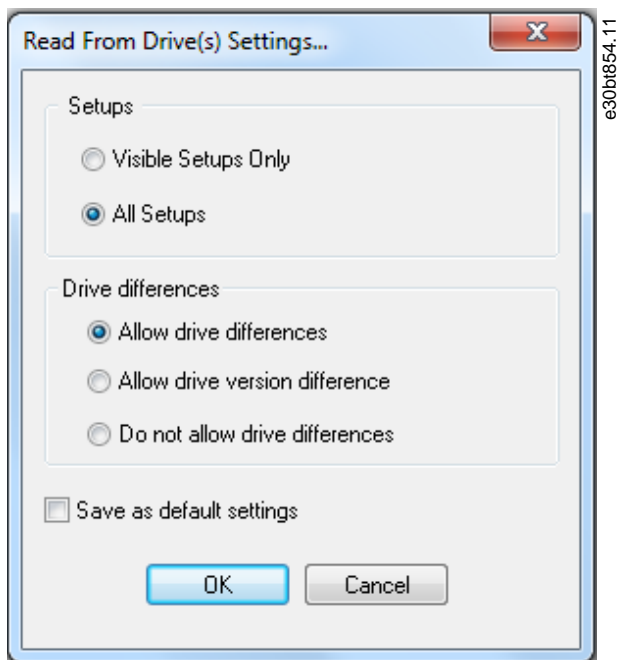 Read From Drive(s) Settings...
Setups
Visible Setups Only
All Setups
Drive differences
Allow drive differences
Allow drive version difference
Do not allow drive differences
Save as default settings
OK
Cancel
e30bt854.11